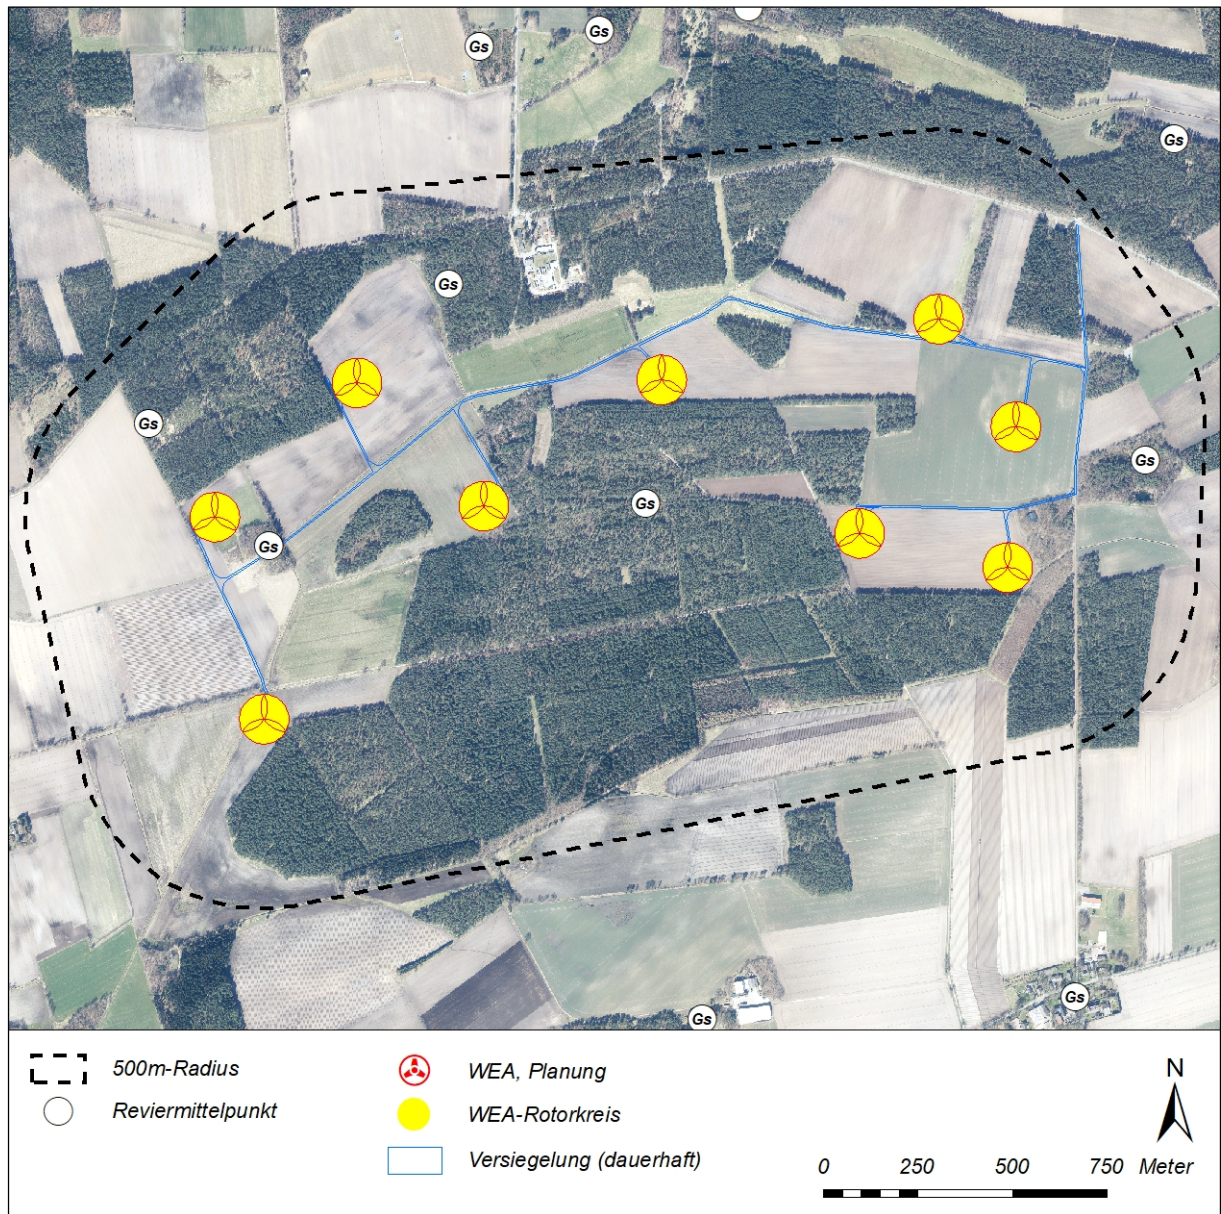 Gs
Gs
Gs
Gs
Gs
Gs
Gs
Gs
Gs
Gs
500m-Radius
Reviermittelpunkt
WEA, Planung
WEA-Rotorkreis
Versiegelung (dauerhaft)
N
0 250 500 750 Meter